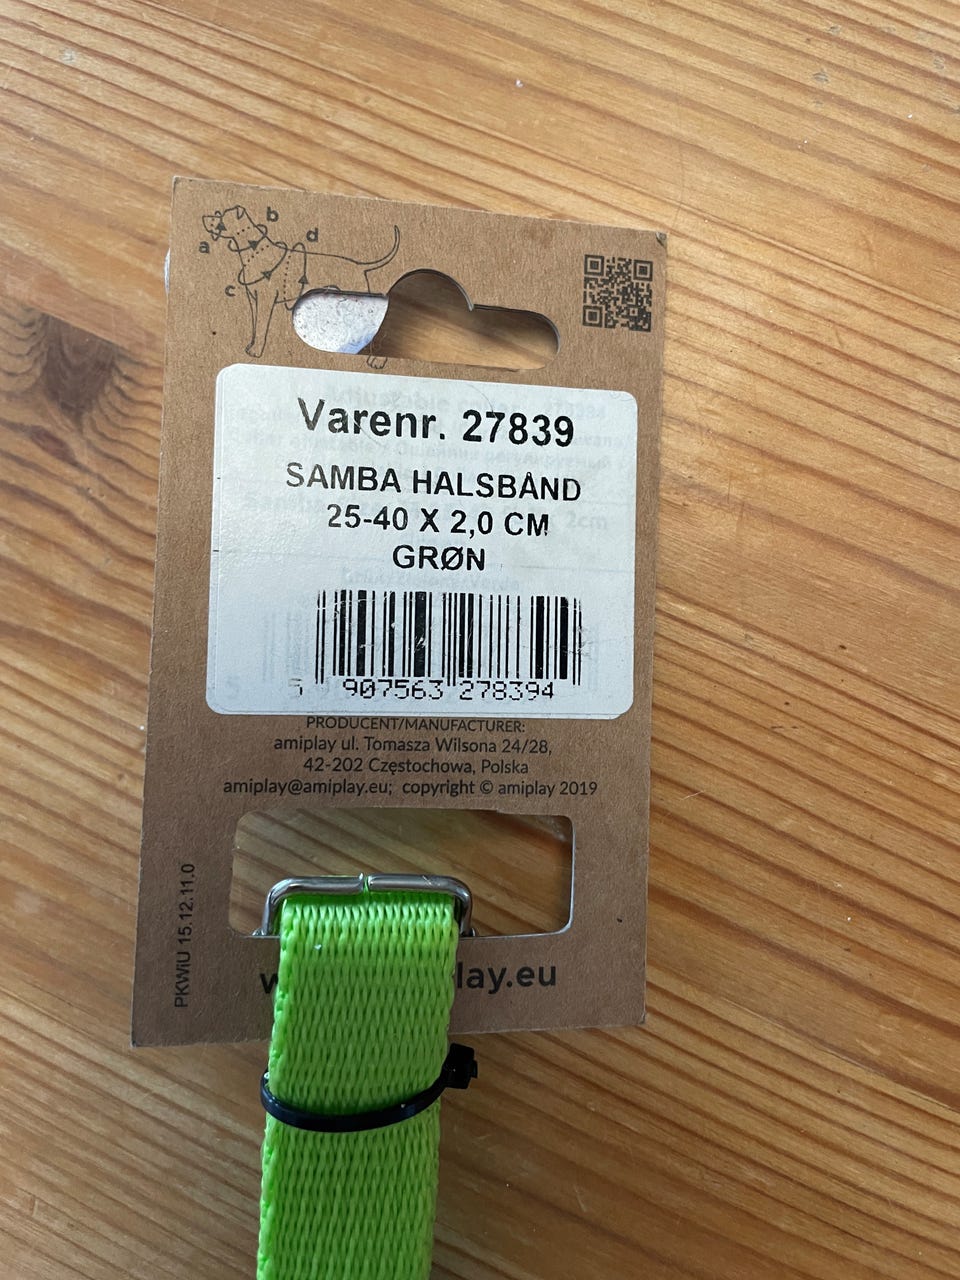 a
b
c
d
Varenr. 27839
SAMBA HALSBÅND
25-40 X 2,0 CM
GRØN
5 907563 278394
PRODUCENT/MANUFACTURER:
amiplay ul. Tomasza Wilsona 24/28,
42-202 Częstochowa, Polska
amiplay@amiplay.eu; copyright © amiplay 2019
PKWiU 15.12.11.0